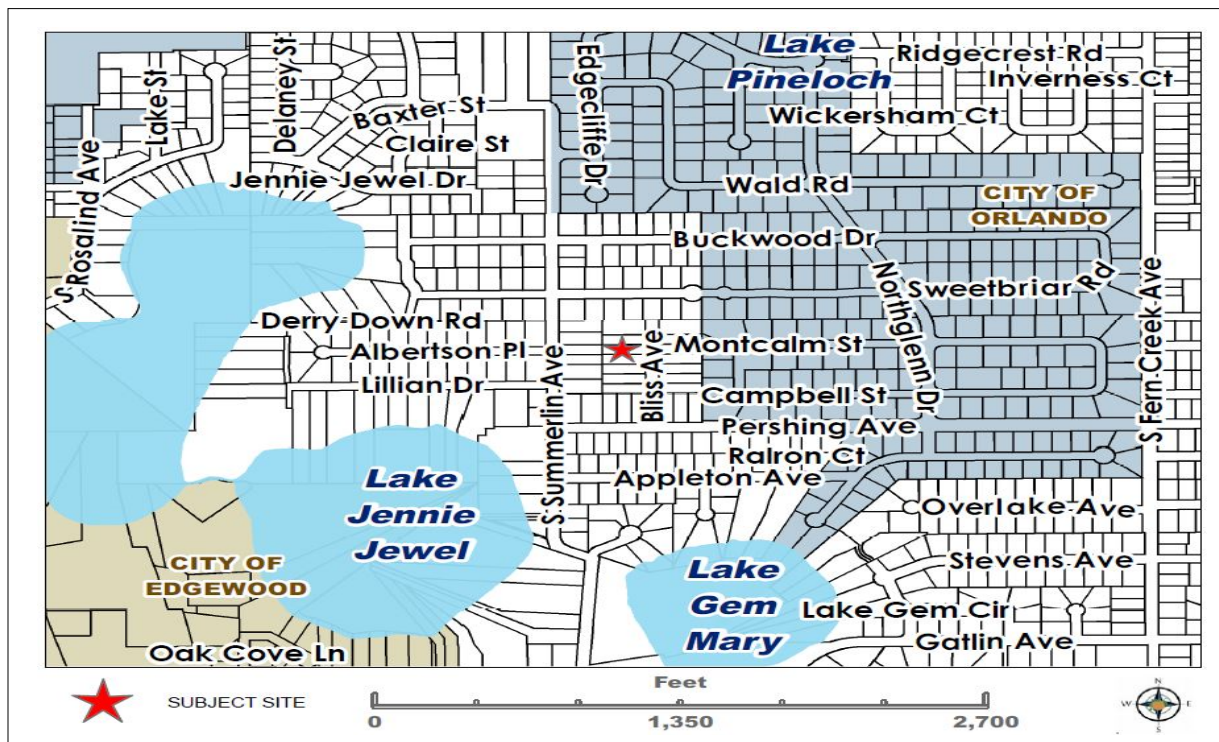 Lake
Pineloch
Ridgecrest Rd
Inverness Ct
Wickersham Ct
Edgecliffe Dr
Lake St
Delaney St
Baxter St
Claire St
Jennie Jewel Dr
S Rosalind Ave
Wald Rd
CITY OF
ORLANDO
Buckwood Dr
Northglenn Dr
Sweetbriar Rd
S Fern Creek Ave
Derry Down Rd
Albertson Pl
Lillian Dr
S Summerlin Ave
Bliss Ave
Montcalm St
Campbell St
Pershing Ave
Ralron Ct
Appleton Ave
Overlake Ave
Stevens Ave
Lake
Jennie
Jewel
Lake
Gem
Mary
CITY OF
EDGEWOOD
Lake Gem Cir
Gatlin Ave
Oak Cove Ln
SUBJECT SITE
Feet
0
1,350
2,700
N
W
E
S